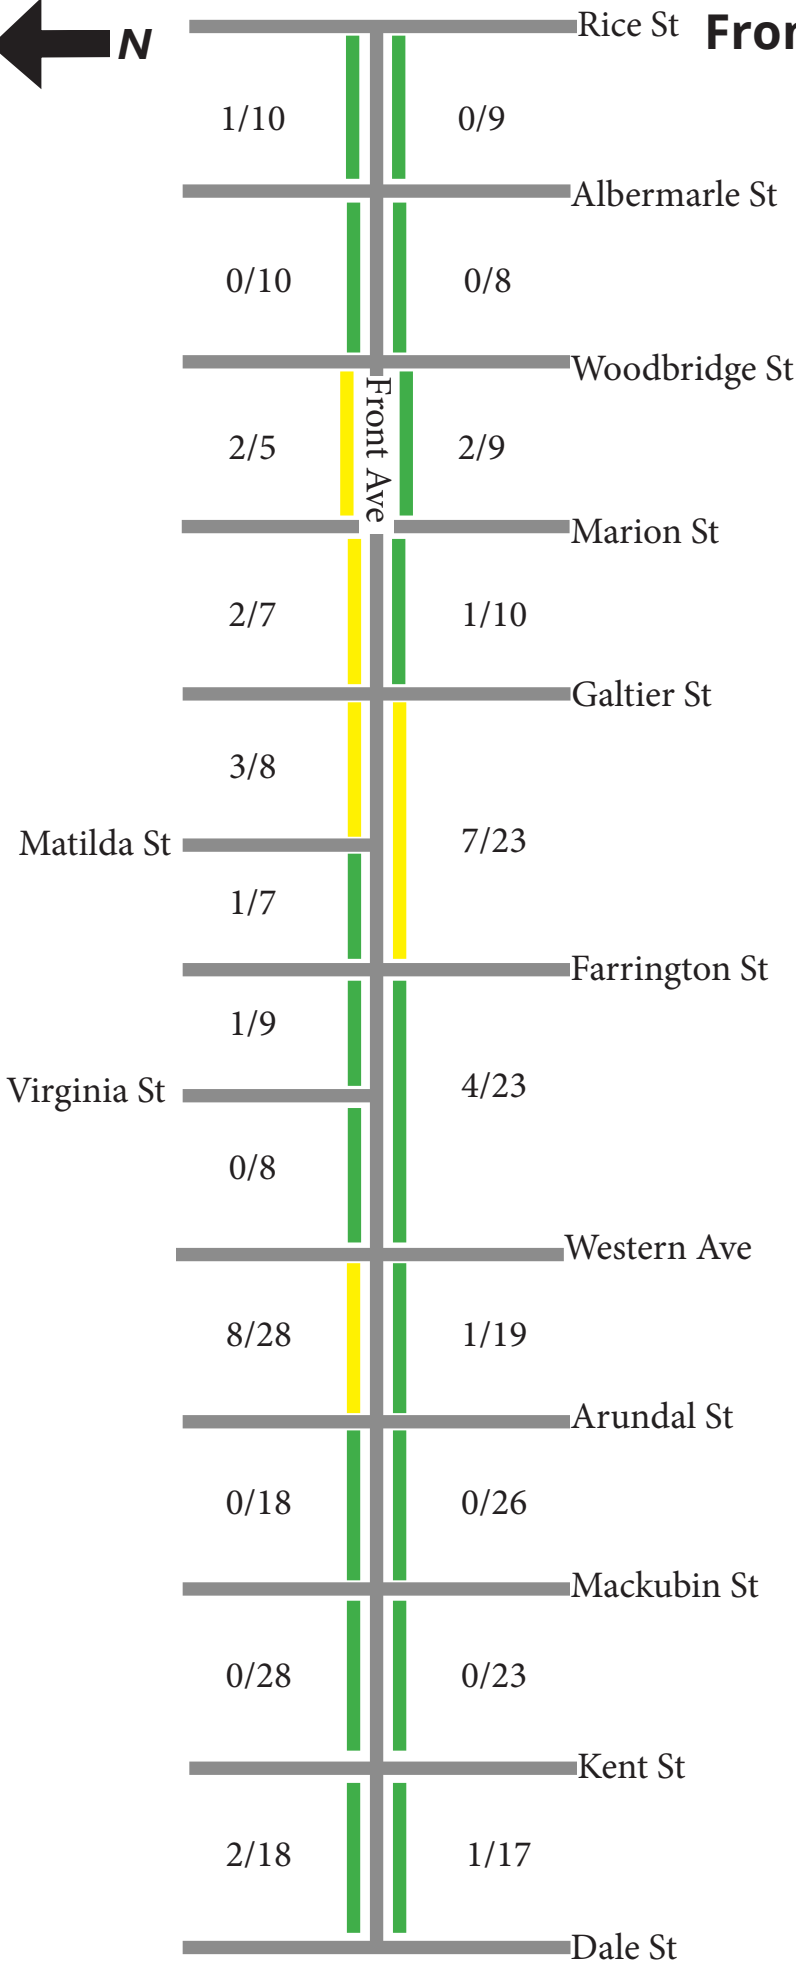 N
Rice St
Fron
1/10
0/9
Albermarle St
0/10
0/8
Woodbridge St
Front Ave
2/5
2/9
Marion St
2/7
1/10
Galtier St
3/8
7/23
Matilda St
1/7
Farrington St
1/9
Virginia St
4/23
0/8
Western Ave
8/28
1/19
Arundal St
0/18
0/26
Mackubin St
0/28
0/23
Kent St
2/18
1/17
Dale St